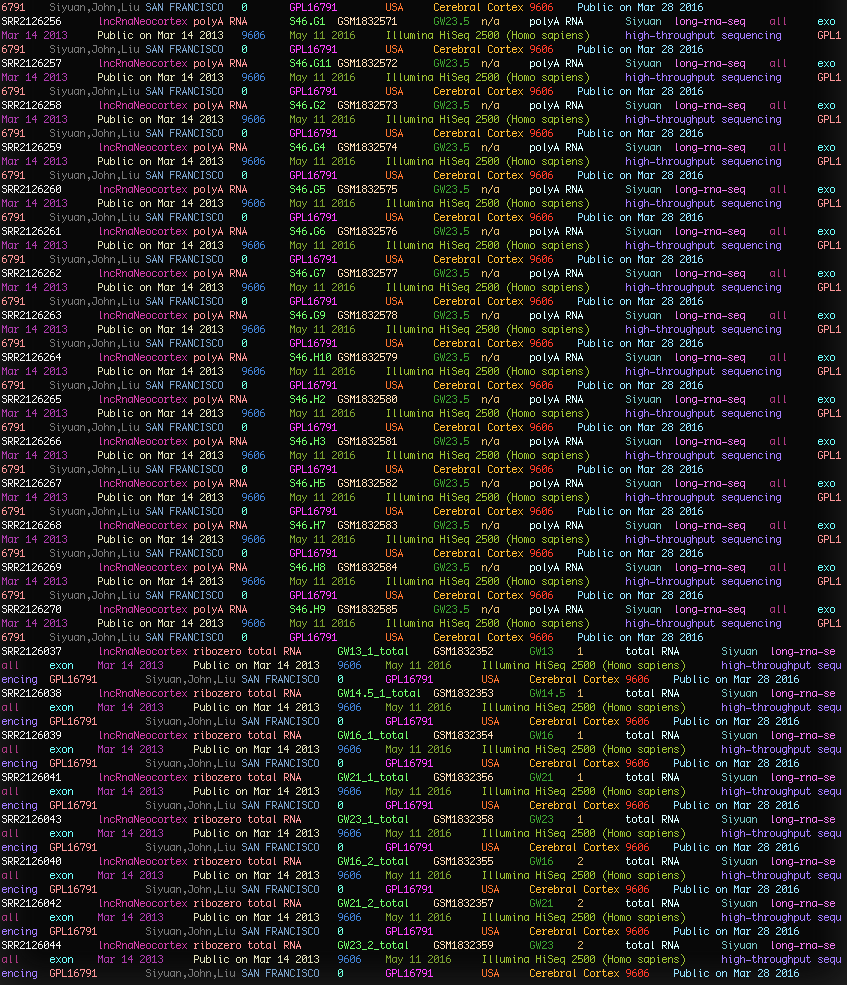 6791 Siyuan,John,Liu SAN FRANCISCO 0 GPL16791 USA Cerebral Cortex 9606 Public on Mar 28 2016
SRR2126256 lncRnaNeocortex polyA RNA S46.G1 GSM1832571 GW23.5 n/a polyA RNA Siyuan long-rna-seq all exo
Mar 14 2013 Public on Mar 14 2013 9606 May 11 2016 Illumina HiSeq 2500 (Homo sapiens) high-throughput sequencing GPL1
6791 Siyuan,John,Liu SAN FRANCISCO 0 GPL16791 USA Cerebral Cortex 9606 Public on Mar 28 2016
SRR2126257 lncRnaNeocortex polyA RNA S46.G11 GSM1832572 GW23.5 n/a polyA RNA Siyuan long-rna-seq all exo
Mar 14 2013 Public on Mar 14 2013 9606 May 11 2016 Illumina HiSeq 2500 (Homo sapiens) high-throughput sequencing GPL1
6791 Siyuan,John,Liu SAN FRANCISCO 0 GPL16791 USA Cerebral Cortex 9606 Public on Mar 28 2016
SRR2126258 lncRnaNeocortex polyA RNA S46.G2 GSM1832573 GW23.5 n/a polyA RNA Siyuan long-rna-seq all exo
Mar 14 2013 Public on Mar 14 2013 9606 May 11 2016 Illumina HiSeq 2500 (Homo sapiens) high-throughput sequencing GPL1
6791 Siyuan,John,Liu SAN FRANCISCO 0 GPL16791 USA Cerebral Cortex 9606 Public on Mar 28 2016
SRR2126259 lncRnaNeocortex polyA RNA S46.G4 GSM1832574 GW23.5 n/a polyA RNA Siyuan long-rna-seq all exo
Mar 14 2013 Public on Mar 14 2013 9606 May 11 2016 Illumina HiSeq 2500 (Homo sapiens) high-throughput sequencing GPL1
6791 Siyuan,John,Liu SAN FRANCISCO 0 GPL16791 USA Cerebral Cortex 9606 Public on Mar 28 2016
SRR2126260 lncRnaNeocortex polyA RNA S46.G5 GSM1832575 GW23.5 n/a polyA RNA Siyuan long-rna-seq all exo
Mar 14 2013 Public on Mar 14 2013 9606 May 11 2016 Illumina HiSeq 2500 (Homo sapiens) high-throughput sequencing GPL1
6791 Siyuan,John,Liu SAN FRANCISCO 0 GPL16791 USA Cerebral Cortex 9606 Public on Mar 28 2016
SRR2126261 lncRnaNeocortex polyA RNA S46.G6 GSM1832576 GW23.5 n/a polyA RNA Siyuan long-rna-seq all exo
Mar 14 2013 Public on Mar 14 2013 9606 May 11 2016 Illumina HiSeq 2500 (Homo sapiens) high-throughput sequencing GPL1
6791 Siyuan,John,Liu SAN FRANCISCO 0 GPL16791 USA Cerebral Cortex 9606 Public on Mar 28 2016
SRR2126262 lncRnaNeocortex polyA RNA S46.G7 GSM1832577 GW23.5 n/a polyA RNA Siyuan long-rna-seq all exo
Mar 14 2013 Public on Mar 14 2013 9606 May 11 2016 Illumina HiSeq 2500 (Homo sapiens) high-throughput sequencing GPL1
6791 Siyuan,John,Liu SAN FRANCISCO 0 GPL16791 USA Cerebral Cortex 9606 Public on Mar 28 2016
SRR2126263 lncRnaNeocortex polyA RNA S46.G9 GSM1832578 GW23.5 n/a polyA RNA Siyuan long-rna-seq all exo
Mar 14 2013 Public on Mar 14 2013 9606 May 11 2016 Illumina HiSeq 2500 (Homo sapiens) high-throughput sequencing GPL1
6791 Siyuan,John,Liu SAN FRANCISCO 0 GPL16791 USA Cerebral Cortex 9606 Public on Mar 28 2016
SRR2126264 lncRnaNeocortex polyA RNA S46.H10 GSM1832579 GW23.5 n/a polyA RNA Siyuan long-rna-seq all exo
Mar 14 2013 Public on Mar 14 2013 9606 May 11 2016 Illumina HiSeq 2500 (Homo sapiens) high-throughput sequencing GPL1
6791 Siyuan,John,Liu SAN FRANCISCO 0 GPL16791 USA Cerebral Cortex 9606 Public on Mar 28 2016
SRR2126265 lncRnaNeocortex polyA RNA S46.H2 GSM1832580 GW23.5 n/a polyA RNA Siyuan long-rna-seq all exo
Mar 14 2013 Public on Mar 14 2013 9606 May 11 2016 Illumina HiSeq 2500 (Homo sapiens) high-throughput sequencing GPL1
6791 Siyuan,John,Liu SAN FRANCISCO 0 GPL16791 USA Cerebral Cortex 9606 Public on Mar 28 2016
SRR2126266 lncRnaNeocortex polyA RNA S46.H3 GSM1832581 GW23.5 n/a polyA RNA Siyuan long-rna-seq all exo
Mar 14 2013 Public on Mar 14 2013 9606 May 11 2016 Illumina HiSeq 2500 (Homo sapiens) high-throughput sequencing GPL1
6791 Siyuan,John,Liu SAN FRANCISCO 0 GPL16791 USA Cerebral Cortex 9606 Public on Mar 28 2016
SRR2126267 lncRnaNeocortex polyA RNA S46.H5 GSM1832582 GW23.5 n/a polyA RNA Siyuan long-rna-seq all exo
Mar 14 2013 Public on Mar 14 2013 9606 May 11 2016 Illumina HiSeq 2500 (Homo sapiens) high-throughput sequencing GPL1
6791 Siyuan,John,Liu SAN FRANCISCO 0 GPL16791 USA Cerebral Cortex 9606 Public on Mar 28 2016
SRR2126268 lncRnaNeocortex polyA RNA S46.H7 GSM1832583 GW23.5 n/a polyA RNA Siyuan long-rna-seq all exo
Mar 14 2013 Public on Mar 14 2013 9606 May 11 2016 Illumina HiSeq 2500 (Homo sapiens) high-throughput sequencing GPL1
6791 Siyuan,John,Liu SAN FRANCISCO 0 GPL16791 USA Cerebral Cortex 9606 Public on Mar 28 2016
SRR2126269 lncRnaNeocortex polyA RNA S46.H8 GSM1832584 GW23.5 n/a polyA RNA Siyuan long-rna-seq all exo
Mar 14 2013 Public on Mar 14 2013 9606 May 11 2016 Illumina HiSeq 2500 (Homo sapiens) high-throughput sequencing GPL1
6791 Siyuan,John,Liu SAN FRANCISCO 0 GPL16791 USA Cerebral Cortex 9606 Public on Mar 28 2016
SRR2126270 lncRnaNeocortex polyA RNA S46.H9 GSM1832585 GW23.5 n/a polyA RNA Siyuan long-rna-seq all exo
Mar 14 2013 Public on Mar 14 2013 9606 May 11 2016 Illumina HiSeq 2500 (Homo sapiens) high-throughput sequencing GPL1
6791 Siyuan,John,Liu SAN FRANCISCO 0 GPL16791 USA Cerebral Cortex 9606 Public on Mar 28 2016
SRR2126037 lncRnaNeocortex ribozero total RNA GW13_1_total GSM1832352 GW13 1 total RNA Siyuan long-rna-se
all exon Mar 14 2013 Public on Mar 14 2013 9606 May 11 2016 Illumina HiSeq 2500 (Homo sapiens) high-throughput sequ
encing GPL16791 Siyuan,John,Liu SAN FRANCISCO 0 GPL16791 USA Cerebral Cortex 9606 Public on Mar 28 2016
SRR2126038 lncRnaNeocortex ribozero total RNA GW14.5_1_total GSM1832353 GW14.5 1 total RNA Siyuan long-rna-se
all exon Mar 14 2013 Public on Mar 14 2013 9606 May 11 2016 Illumina HiSeq 2500 (Homo sapiens) high-throughput sequ
encing GPL16791 Siyuan,John,Liu SAN FRANCISCO 0 GPL16791 USA Cerebral Cortex 9606 Public on Mar 28 2016
SRR2126039 lncRnaNeocortex ribozero total RNA GW16_1_total GSM1832354 GW16 1 total RNA Siyuan long-rna-se
all exon Mar 14 2013 Public on Mar 14 2013 9606 May 11 2016 Illumina HiSeq 2500 (Homo sapiens) high-throughput sequ
encing GPL16791 Siyuan,John,Liu SAN FRANCISCO 0 GPL16791 USA Cerebral Cortex 9606 Public on Mar 28 2016
SRR2126041 lncRnaNeocortex ribozero total RNA GW21_1_total GSM1832356 GW21 1 total RNA Siyuan long-rna-se
all exon Mar 14 2013 Public on Mar 14 2013 9606 May 11 2016 Illumina HiSeq 2500 (Homo sapiens) high-throughput sequ
encing GPL16791 Siyuan,John,Liu SAN FRANCISCO 0 GPL16791 USA Cerebral Cortex 9606 Public on Mar 28 2016
SRR2126043 lncRnaNeocortex ribozero total RNA GW23_1_total GSM1832358 GW23 1 total RNA Siyuan long-rna-se
all exon Mar 14 2013 Public on Mar 14 2013 9606 May 11 2016 Illumina HiSeq 2500 (Homo sapiens) high-throughput sequ
encing GPL16791 Siyuan,John,Liu SAN FRANCISCO 0 GPL16791 USA Cerebral Cortex 9606 Public on Mar 28 2016
SRR2126040 lncRnaNeocortex ribozero total RNA GW16_2_total GSM1832355 GW16 2 total RNA Siyuan long-rna-se
all exon Mar 14 2013 Public on Mar 14 2013 9606 May 11 2016 Illumina HiSeq 2500 (Homo sapiens) high-throughput sequ
encing GPL16791 Siyuan,John,Liu SAN FRANCISCO 0 GPL16791 USA Cerebral Cortex 9606 Public on Mar 28 2016
SRR2126042 lncRnaNeocortex ribozero total RNA GW21_2_total GSM1832357 GW21 2 total RNA Siyuan long-rna-se
all exon Mar 14 2013 Public on Mar 14 2013 9606 May 11 2016 Illumina HiSeq 2500 (Homo sapiens) high-throughput sequ
encing GPL16791 Siyuan,John,Liu SAN FRANCISCO 0 GPL16791 USA Cerebral Cortex 9606 Public on Mar 28 2016
SRR2126044 lncRnaNeocortex ribozero total RNA GW23_2_total GSM1832359 GW23 2 total RNA Siyuan long-rna-se
all exon Mar 14 2013 Public on Mar 14 2013 9606 May 11 2016 Illumina HiSeq 2500 (Homo sapiens) high-throughput sequ
encing GPL16791 Siyuan,John,Liu SAN FRANCISCO 0 GPL16791 USA Cerebral Cortex 9606 Public on Mar 28 2016